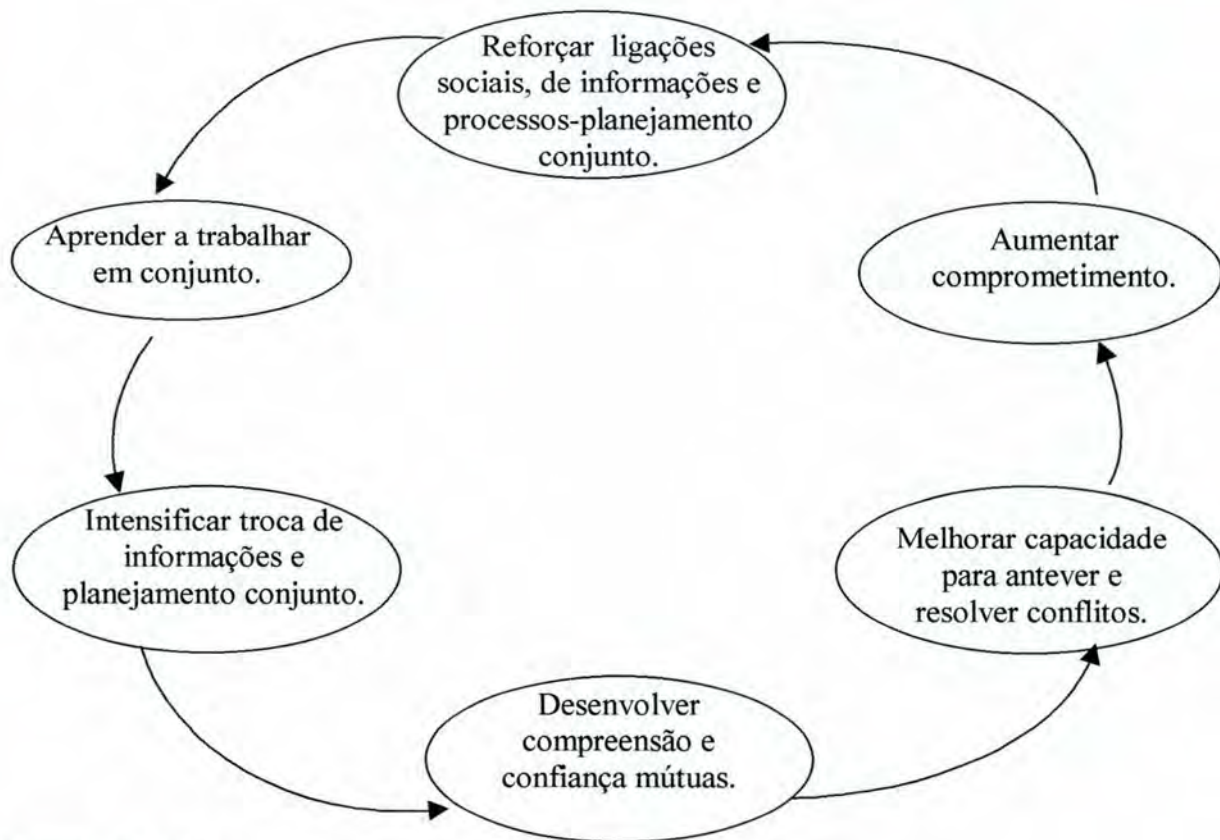 Reforçar ligações
sociais, de informações e
processos-planejamento
conjunto.
Aprender a trabalhar
em conjunto.
Aumentar
comprometimento.
Intensificar troca de
informações e
planejamento conjunto.
Melhorar capacidade
para antever e
resolver conflitos.
Desenvolver
compreensão e
confiança mútuas.